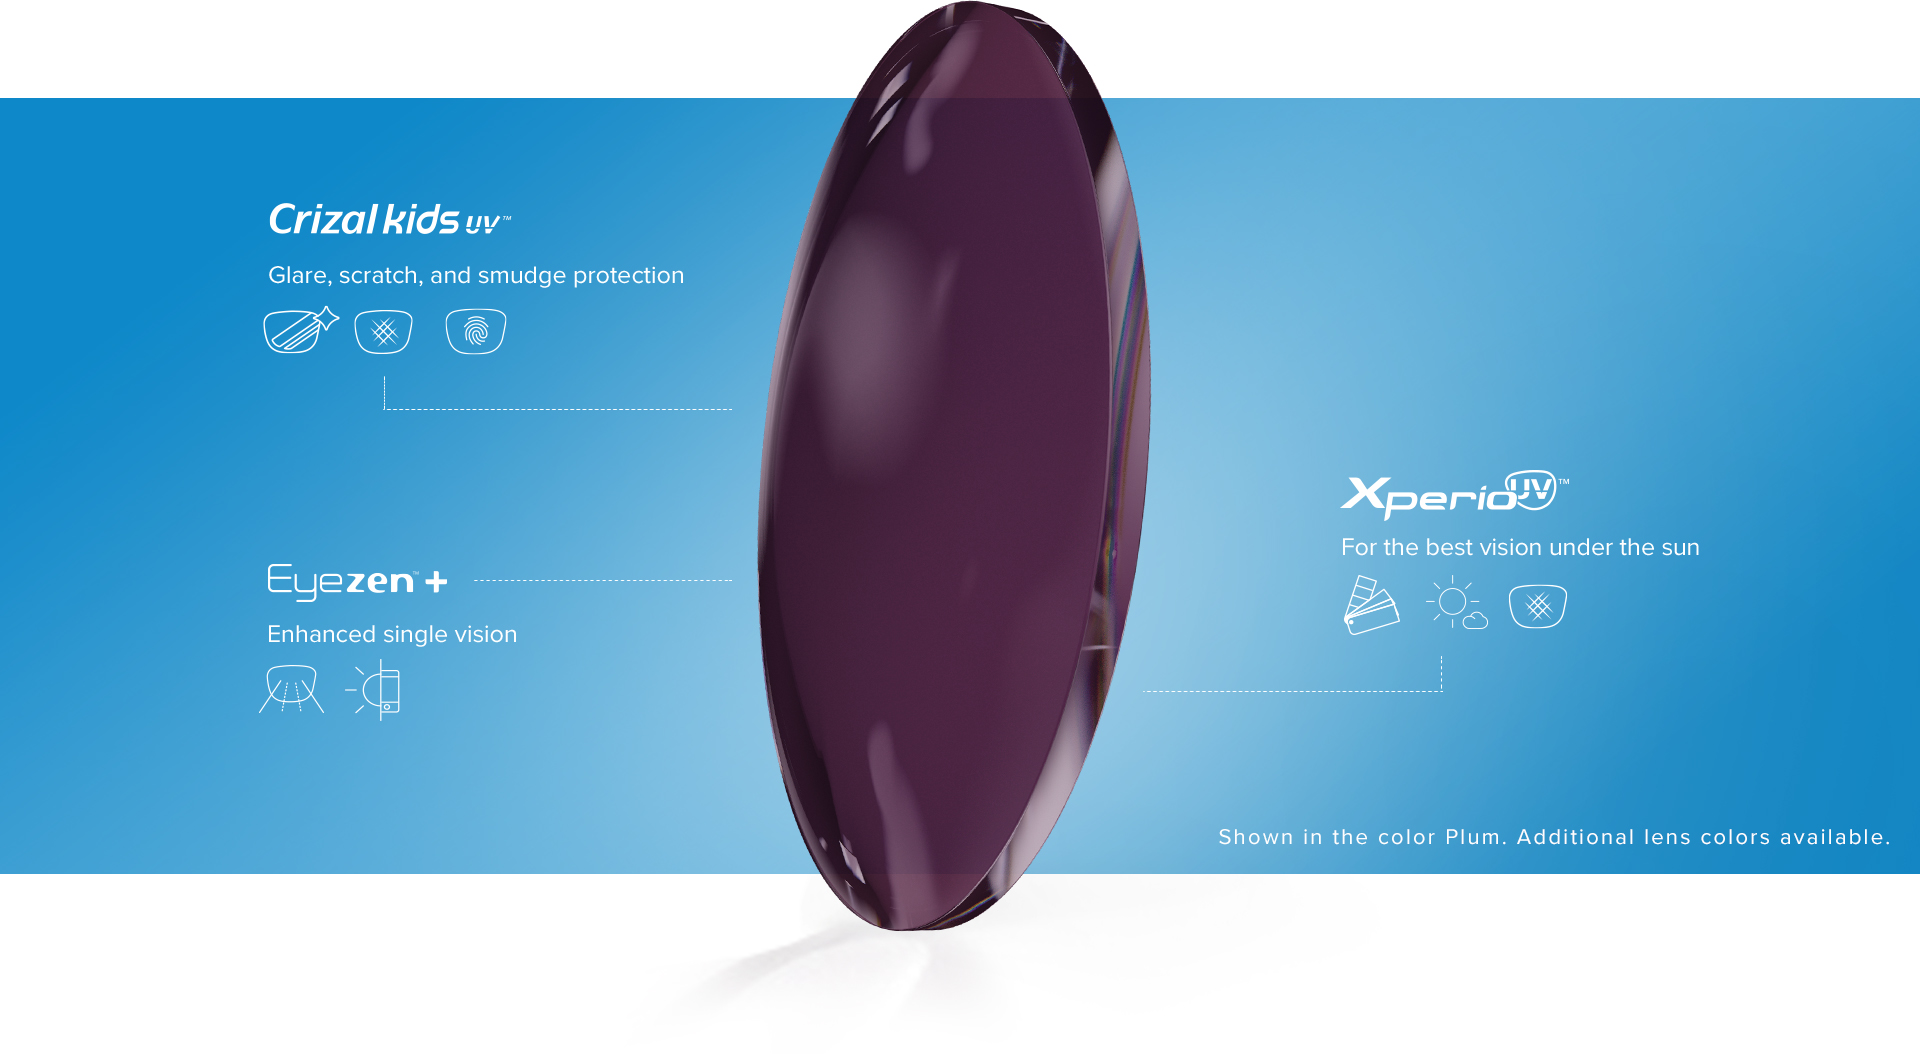 Crizal kids UV™
Glare, scratch, and smudge protection
Eyezen™+
Enhanced single vision
Xperio UV™
For the best vision under the sun
Shown in the color Plum. Additional lens colors available.